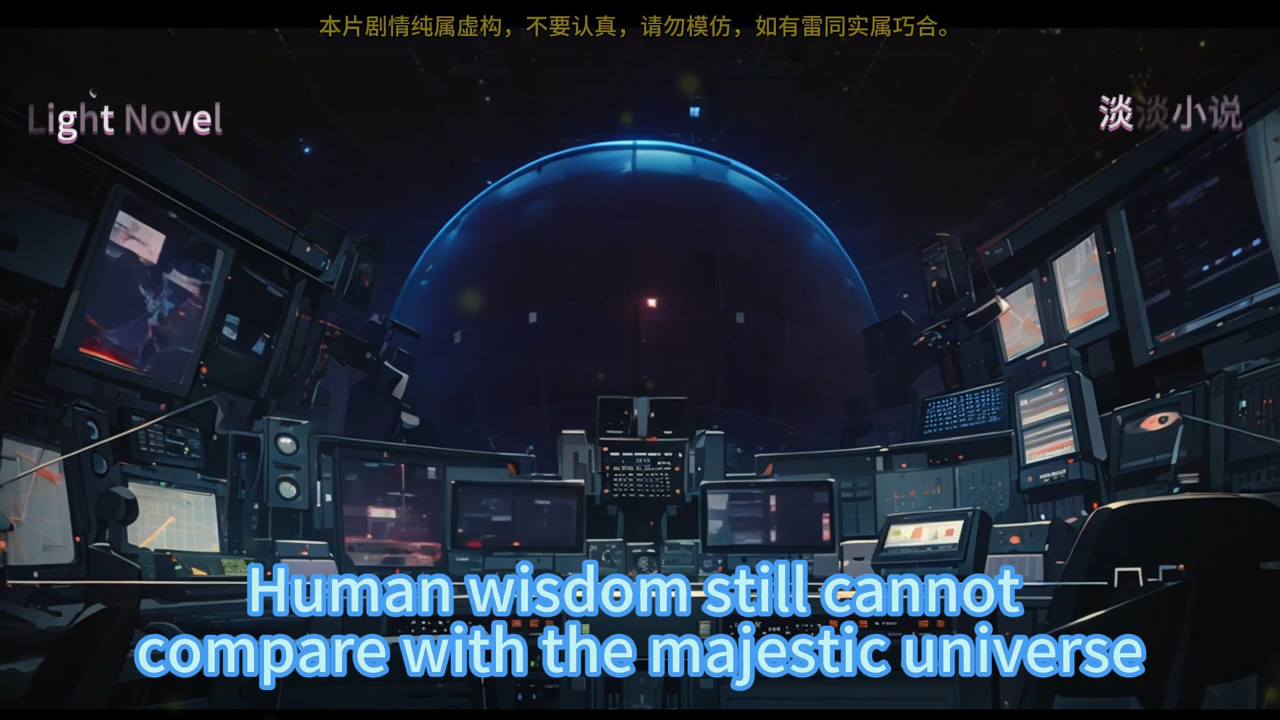 本片剧情纯属虚构，不要认真，请勿模仿，如有雷同实属巧合。
Light Novel
淡淡小说
Human wisdom still cannot
compare with the majestic universe